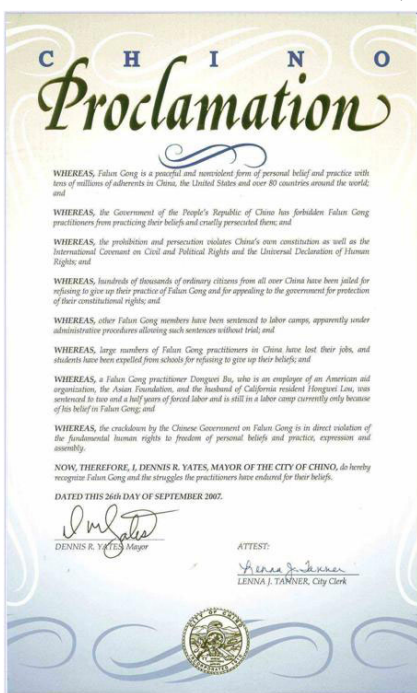 CHINO
Proclamation
WHEREAS, Falun Gong is a peaceful and nonviolent form of personal belief and practice with
tens of millions of adherents in China, the United States and over 80 countries around the world;
and
WHEREAS, the Government of the People's Republic of China has forbidden Falun Gong
practitioners from practicing their beliefs and cruelly persecuted them; and
WHEREAS, the prohibition and persecution violates China's own constitution as well as the
International Covenant on Civil and Political Rights and the Universal Declaration of Human
Rights; and
WHEREAS, hundreds of thousands of ordinary citizens from all over China have been jailed for
refusing to give up their practice of Falun Gong and for appealing to the government for protection
of their constitutional rights; and
WHEREAS, other Falun Gong members have been sentenced to labor camps, apparently under
administrative procedures allowing such sentences without trial; and
WHEREAS, large numbers of Falun Gong practitioners in China have lost their jobs, and
students have been expelled from schools for refusing to give up their beliefs; and
WHEREAS, a Falun Gong practitioner Dongwei Bu, who is an employee of an American aid
organization, the Asian Foundation, and the husband of California resident Hongwei Lou, was
sentenced to two and a half years of forced labor and is still in a labor camp currently only because
of his belief in Falun Gong; and
WHEREAS, the crackdown by the Chinese Government on Falun Gong is in direct violation of
the fundamental human rights to freedom of personal beliefs and practice, expression and
assembly.
NOW, THEREFORE, I, DENNIS R. YATES, MAYOR OF THE CITY OF CHINO, do hereby
recognize Falun Gong and the struggles the practitioners have endured for their beliefs.
DATED THIS 26th DAY OF SEPTEMBER 2007.
DENNIS R. YATES, Mayor
ATTEST:
Lenna J. Tanner
LENNA J. TANNER, City Clerk
CITY OF CHINO